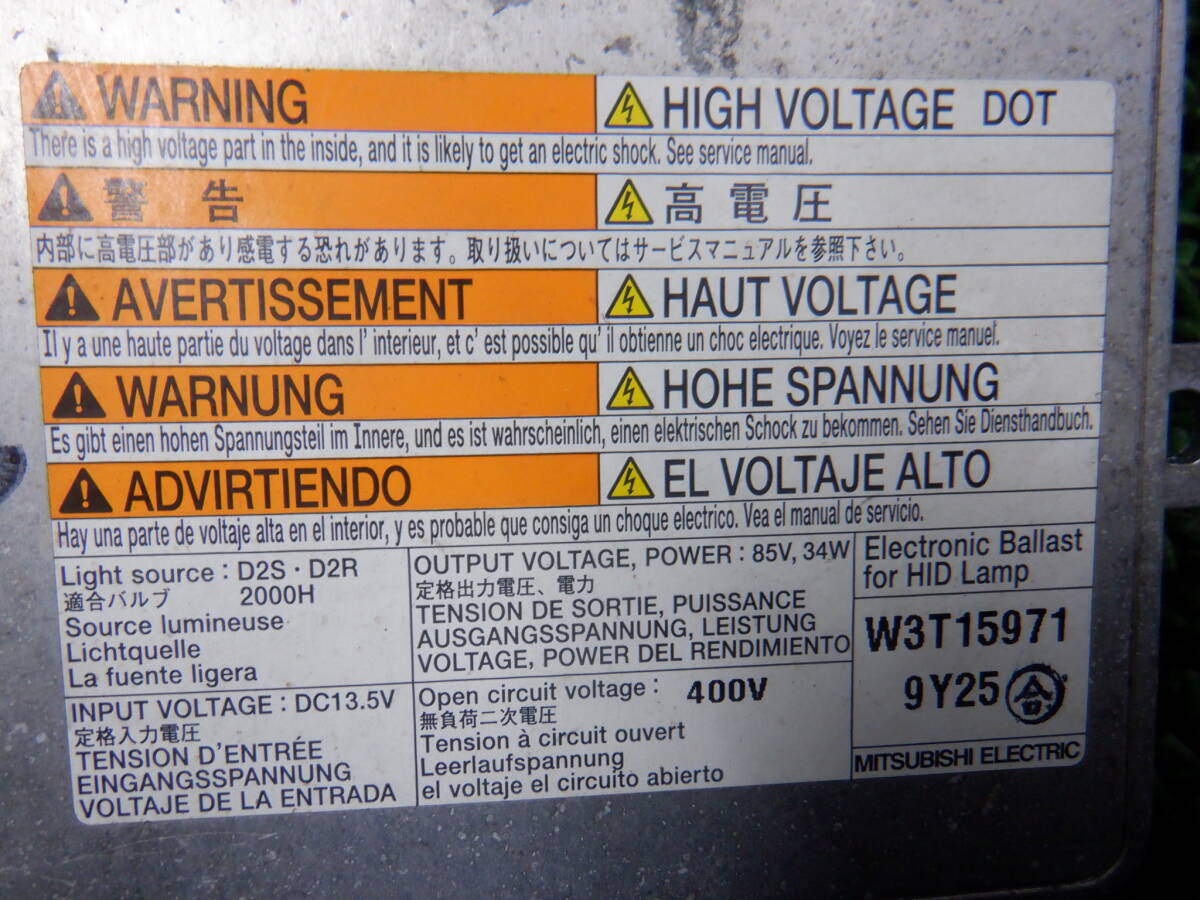 WARNING
HIGH VOLTAGE DOT
There is a high voltage part in the inside, and it is likely to get an electric shock. See service manual.
警 告
高 電 圧
内部に高電圧部があり感電する恐れがあります。取り扱いについてはサービスマニュアルを参照下さい。
AVERTISSEMENT
HAUT VOLTAGE
Il y a une haute partie du voltage dans l' interieur, et c' est possible qu' il obtienne un choc electrique. Voyez le service manuel.
WARNUNG
HOHE SPANNUNG
Es gibt einen hohen Spannungsteil im Innere, und es ist wahrscheinlich, einen elektrischen Schock zu bekommen. Sehen Sie Diensthandbuch.
ADVIRTIENDO
EL VOLTAJE ALTO
Hay una parte de voltaje alta en el interior, y es probable que consiga un choque electrico. Vea el manual de servicio.
Light source : D2S・D2R
適合バルブ 2000H
Source lumineuse
Lichtquelle
La fuente ligera
OUTPUT VOLTAGE, POWER : 85V, 34W
定格出力電圧、電力
TENSION DE SORTIE, PUISSANCE
AUSGANGSSPANNUNG, LEISTUNG
VOLTAGE, POWER DEL RENDIMIENTO
Electronic Ballast
for HID Lamp
W3T15971
9Y25 合
MITSUBISHI ELECTRIC
INPUT VOLTAGE : DC13.5V
定格入力電圧
TENSION D'ENTRÉE
EINGANGSSPANNUNG
VOLTAJE DE LA ENTRADA
Open circuit voltage : 400V
無負荷二次電圧
Tension à circuit ouvert
Leerlaufspannung
el voltaje el circuito abierto